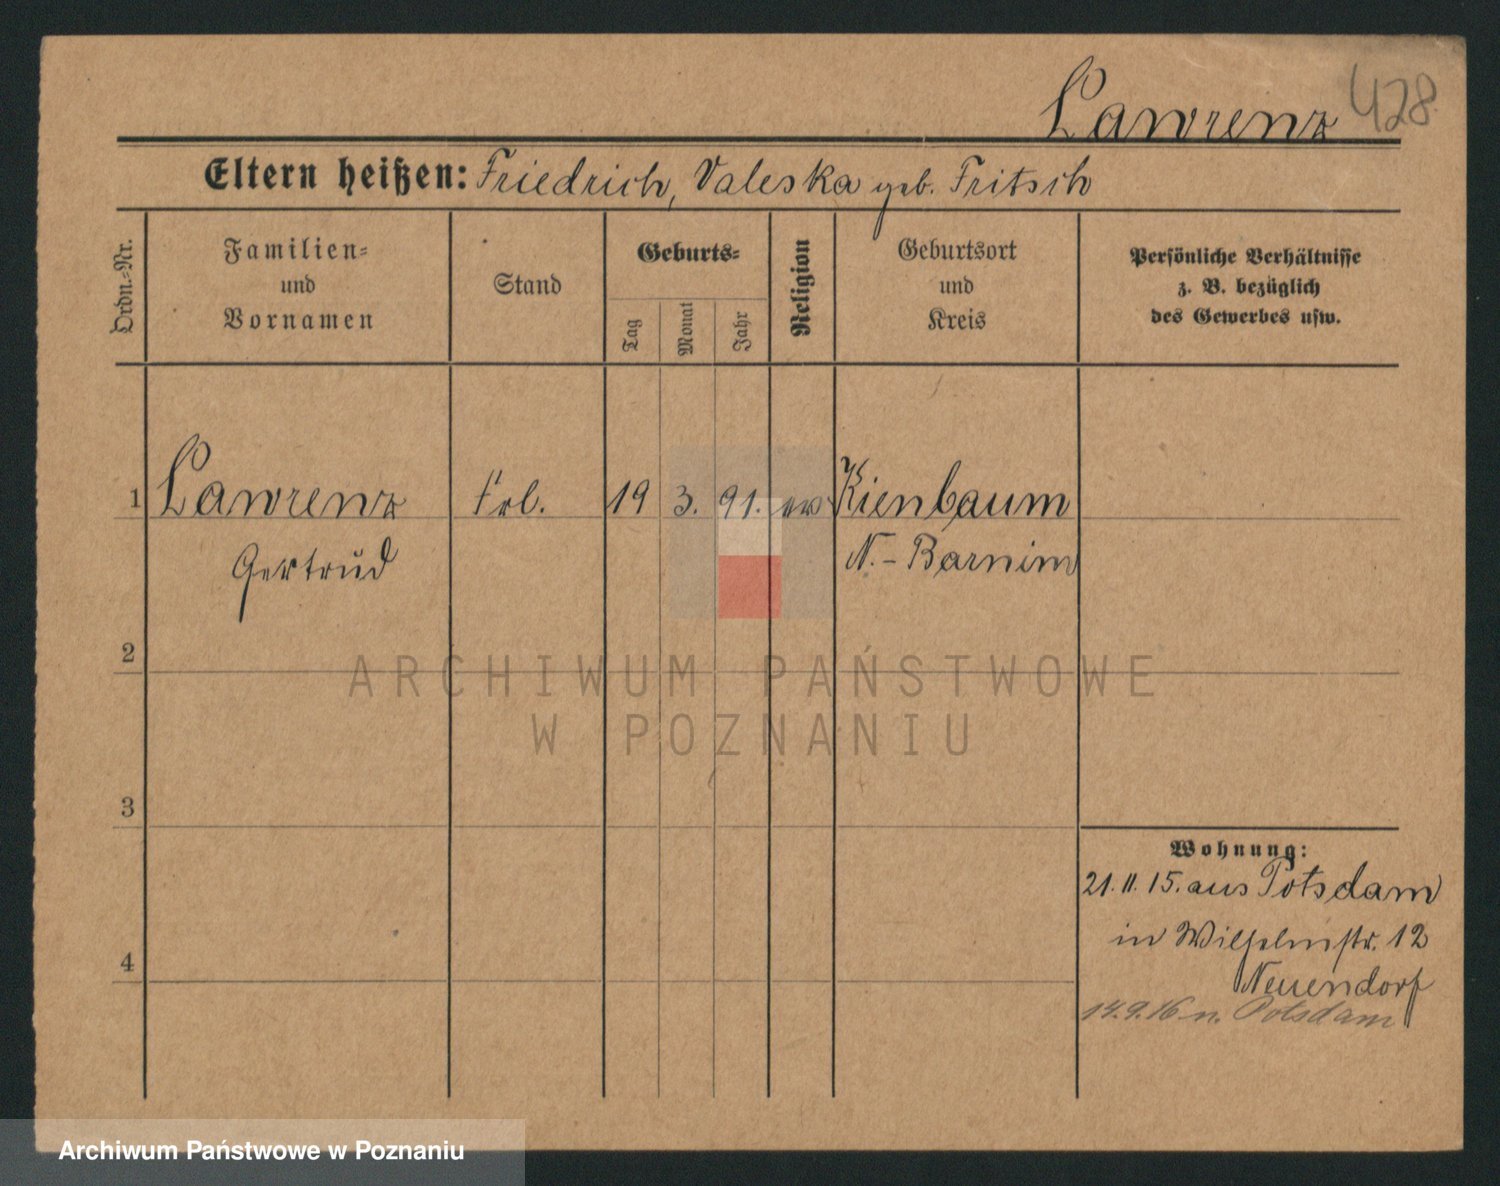 Lawrenz 428
Eltern heißen: Friedrich, Valeska geb. Fritsch
Ordn.-Nr.
Familien-
und
Vornamen
Stand
Geburts-
Tag
Monat
Jahr
Religion
Geburtsort
und
Kreis
Persönliche Verhältnisse
z. B. bezüglich
des Gewerbes usw.
1 Lawrenz Frl. 19 3. 91. ev Kienbaum
Gertrud N.- Barnim
2
ARCHIWUM PAŃSTWOWE
W POZNANIU
3
Wohnung:
21.11.15. aus Potsdam
in Wilhelmstr. 12
Neuendorf
14.9.16 n. Potsdam
4
Archiwum Państwowe w Poznaniu